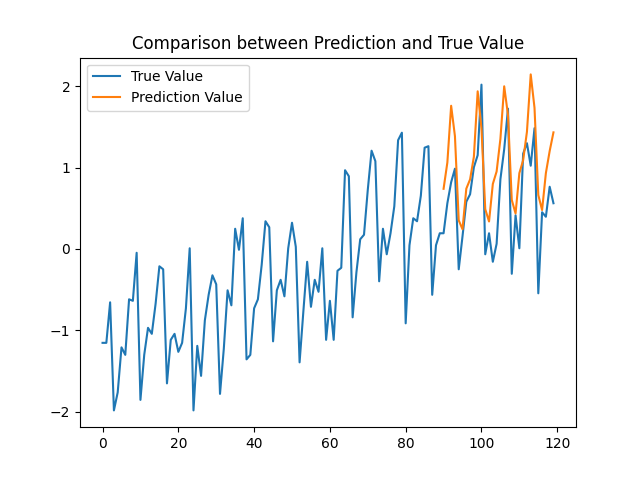 Comparison between Prediction and True Value
True Value
Prediction Value
2
1
0
−1
−2
0 20 40 60 80 100 120